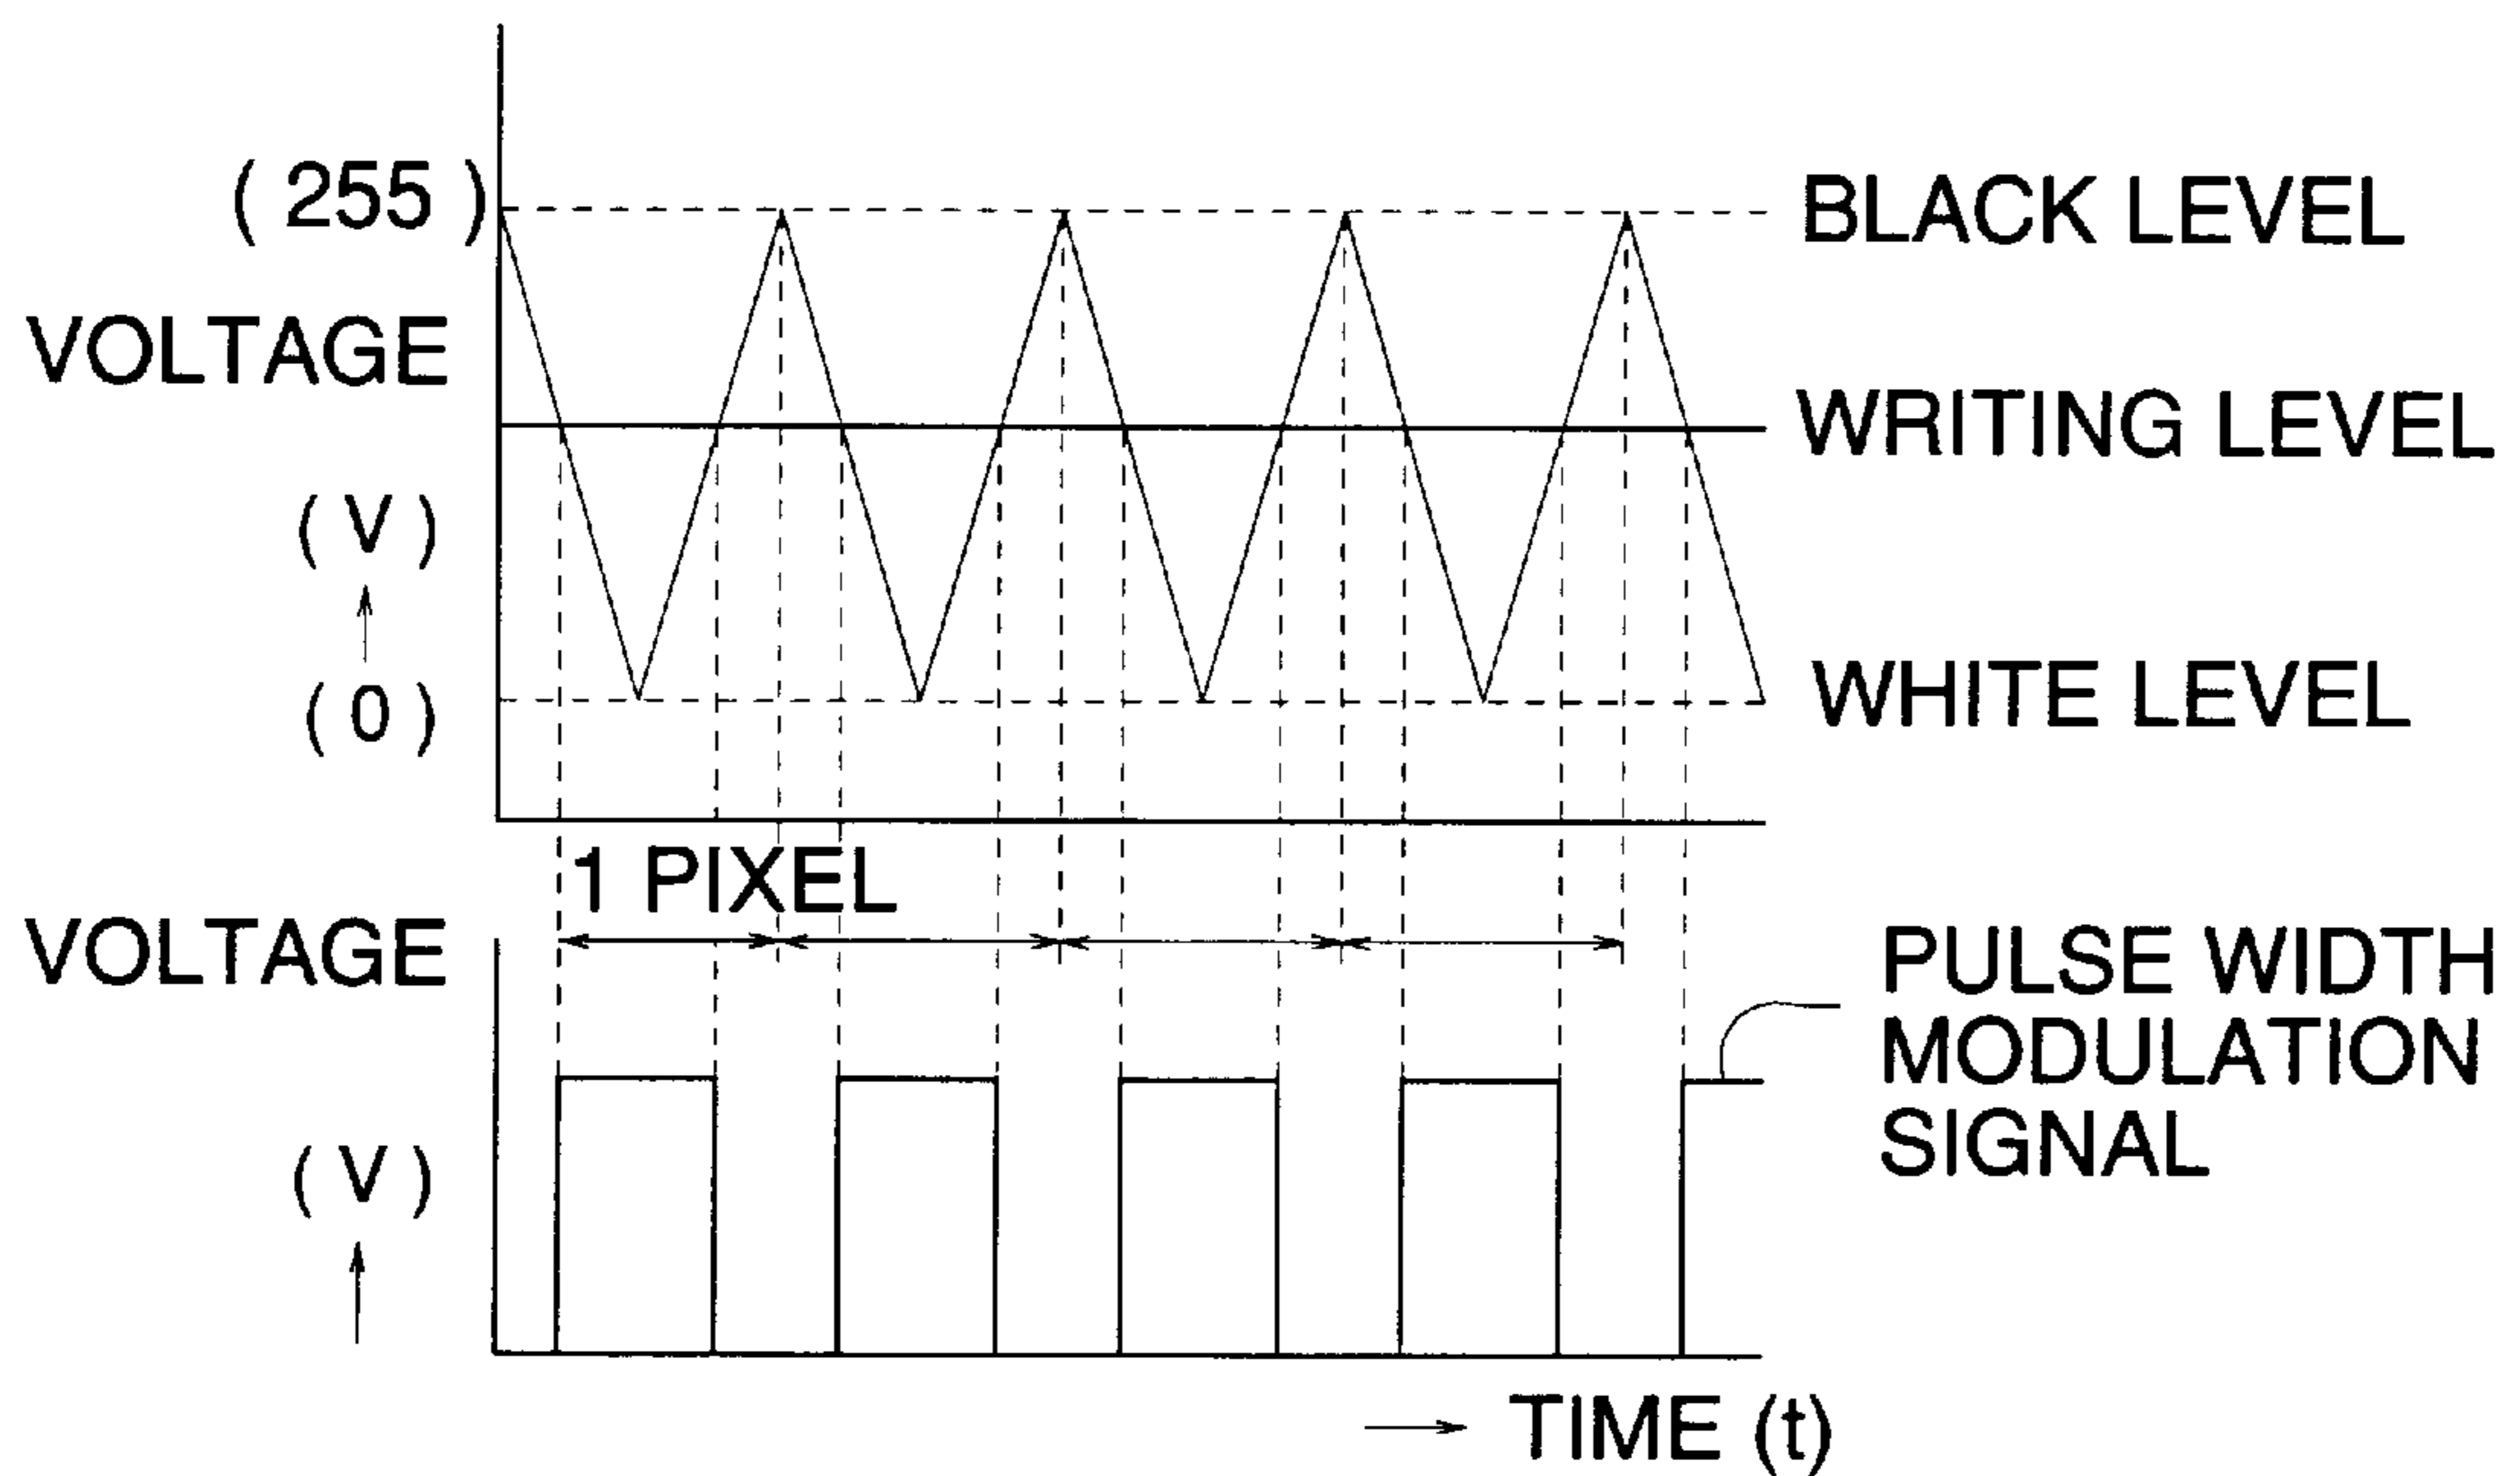 ( 255 )
BLACK LEVEL
VOLTAGE
WRITING LEVEL
( V )
( 0 )
WHITE LEVEL
1 PIXEL
VOLTAGE
PULSE WIDTH
MODULATION
SIGNAL
( V )
TIME (t)